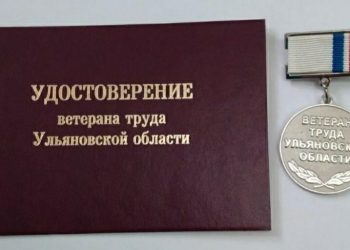 УДОСТОВЕРЕНИЕ
ветерана труда
Ульяновской области
ВЕТЕРАН
ТРУДА
УЛЬЯНОВСКОЙ
ОБЛАСТИ